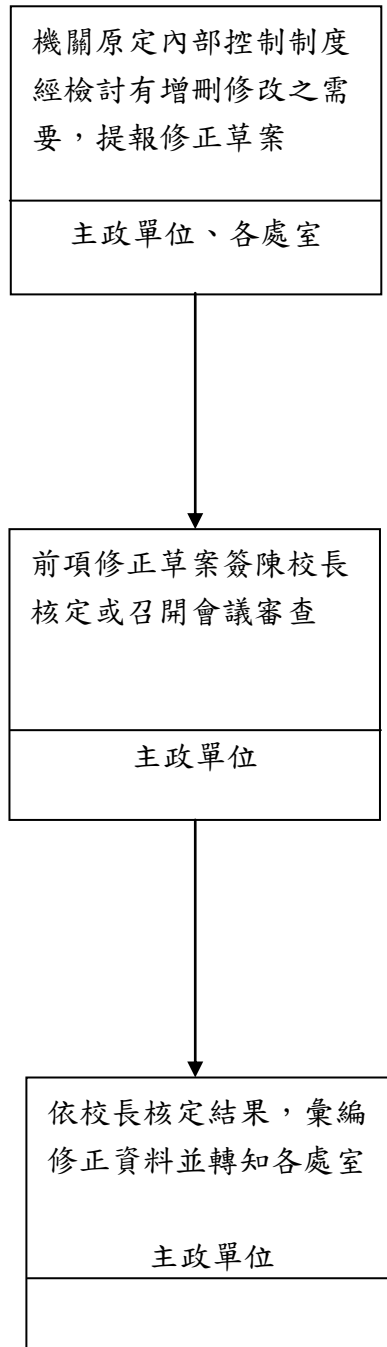 機關原定內部控制制度
經檢討有增刪修改之需
要，提報修正草案
主政單位、各處室
前項修正草案簽陳校長
核定或召開會議審查
主政單位
依校長核定結果，彙編
修正資料並轉知各處室
主政單位